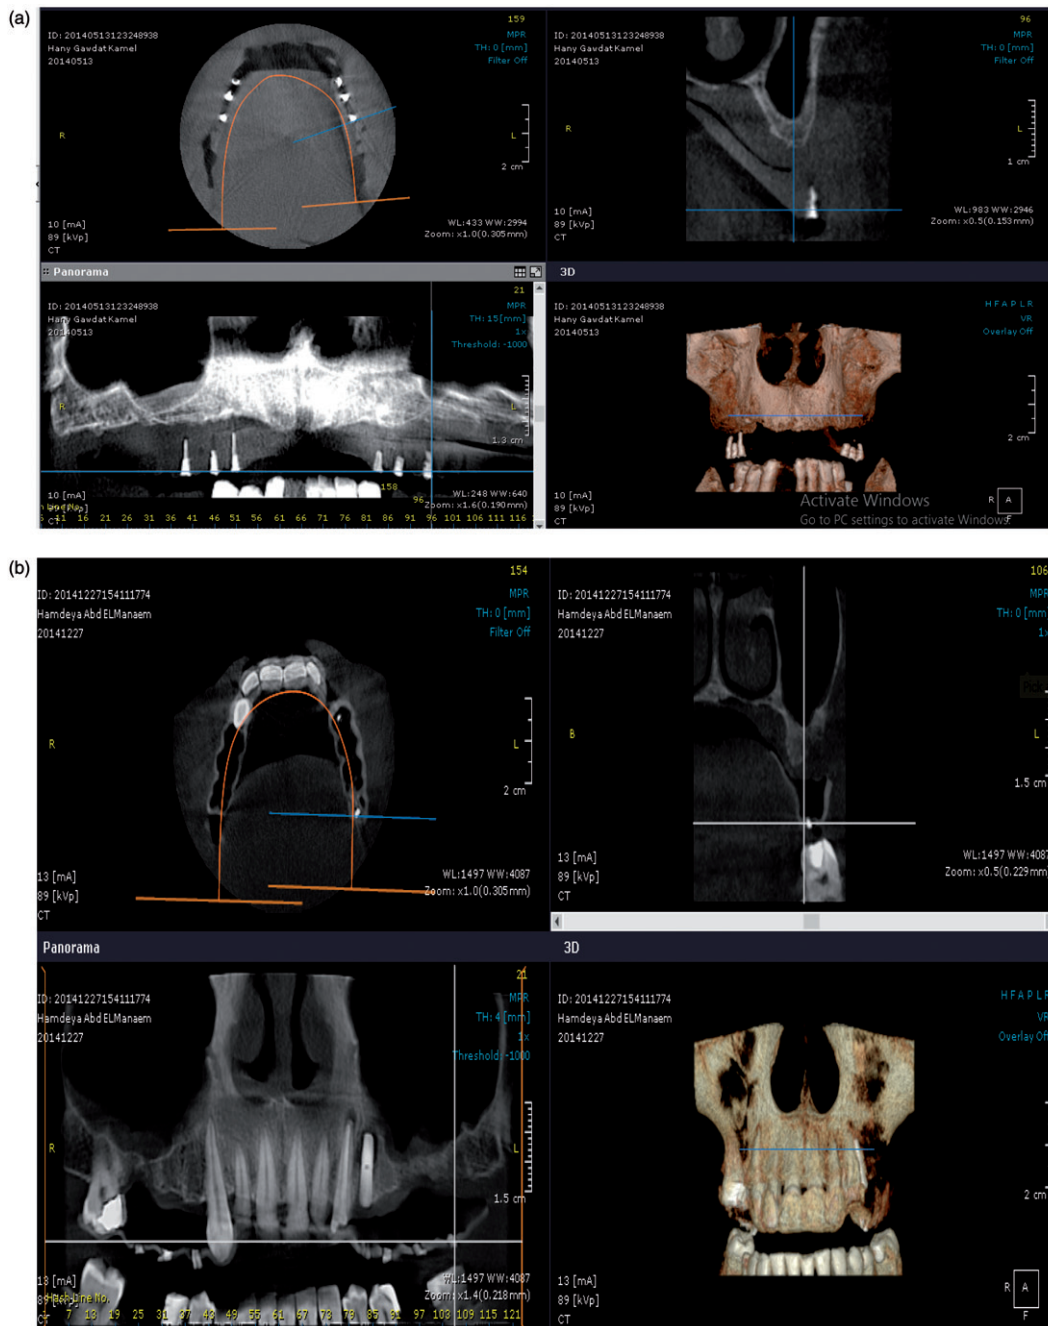 (a)
159
ID: 20140513123248938
MPR
Hany Gavdat Kamel
TH: 0 [mm]
20140513
Filter Off
R
L
2 cm
10 [mA]
89 [kVp]
CT
WL:433 WW:2994
Zoom: x1.0(0.305mm)
96
ID: 20140513123248938
MPR
Hany Gavdat Kamel
TH: 0 [mm]
20140513
Filter Off
R
L
1 cm
10 [mA]
89 [kVp]
CT
WL:983 WW:2946
Zoom: x0.5(0.153mm)
Panorama
21
ID: 20140513123248938
MPR
Hany Gavdat Kamel
TH: 15[mm]
20140513
1x
Threshold: -1000
R
L
1.3 cm
158
10 [mA]
96
CT
WL:248 WW:640
Zoom: x1.6(0.190mm)
11 16 21 26 31 36 41 46 51 56 61 66 71 76 81 86 91 96 101 106 111 116
3D
ID: 20140513123248938
H F A P L R
Hany Gavdat Kamel
VR
20140513
Overlay Off
2 cm
10 [mA]
89 [kVp]
CT
Activate Windows
Go to PC settings to activate Windows.
R
A
F
(b)
154
ID: 20141227154111774
MPR
Hamdeya Abd ELManaem
TH: 0 [mm]
20141227
Filter Off
R
L
2 cm
13 [mA]
89 [kVp]
CT
WL:1497 WW:4087
Zoom: x1.0(0.305mm)
106
ID: 20141227154111774
MPR
Hamdeya Abd ELManaem
TH: 0 [mm]
20141227
1x
B
L
1.5 cm
13 [mA]
89 [kVp]
CT
WL:1497 WW:4087
Zoom: x0.5(0.229mm)
Panorama
21
ID: 20141227154111774
MPR
Hamdeya Abd ELManaem
TH: 4 [mm]
20141227
1x
Threshold: -1000
R
L
1.5 cm
13 [mA]
CT
WL:1497 WW:4087
Zoom: x1.4(0.218mm)
7 13 19 25 31 37 43 49 55 61 67 73 79 85 91 97 103 109 115 121
3D
ID: 20141227154111774
H F A P L R
Hamdeya Abd ELManaem
VR
20141227
Overlay Off
2 cm
13 [mA]
89 [kVp]
CT
R
A
F